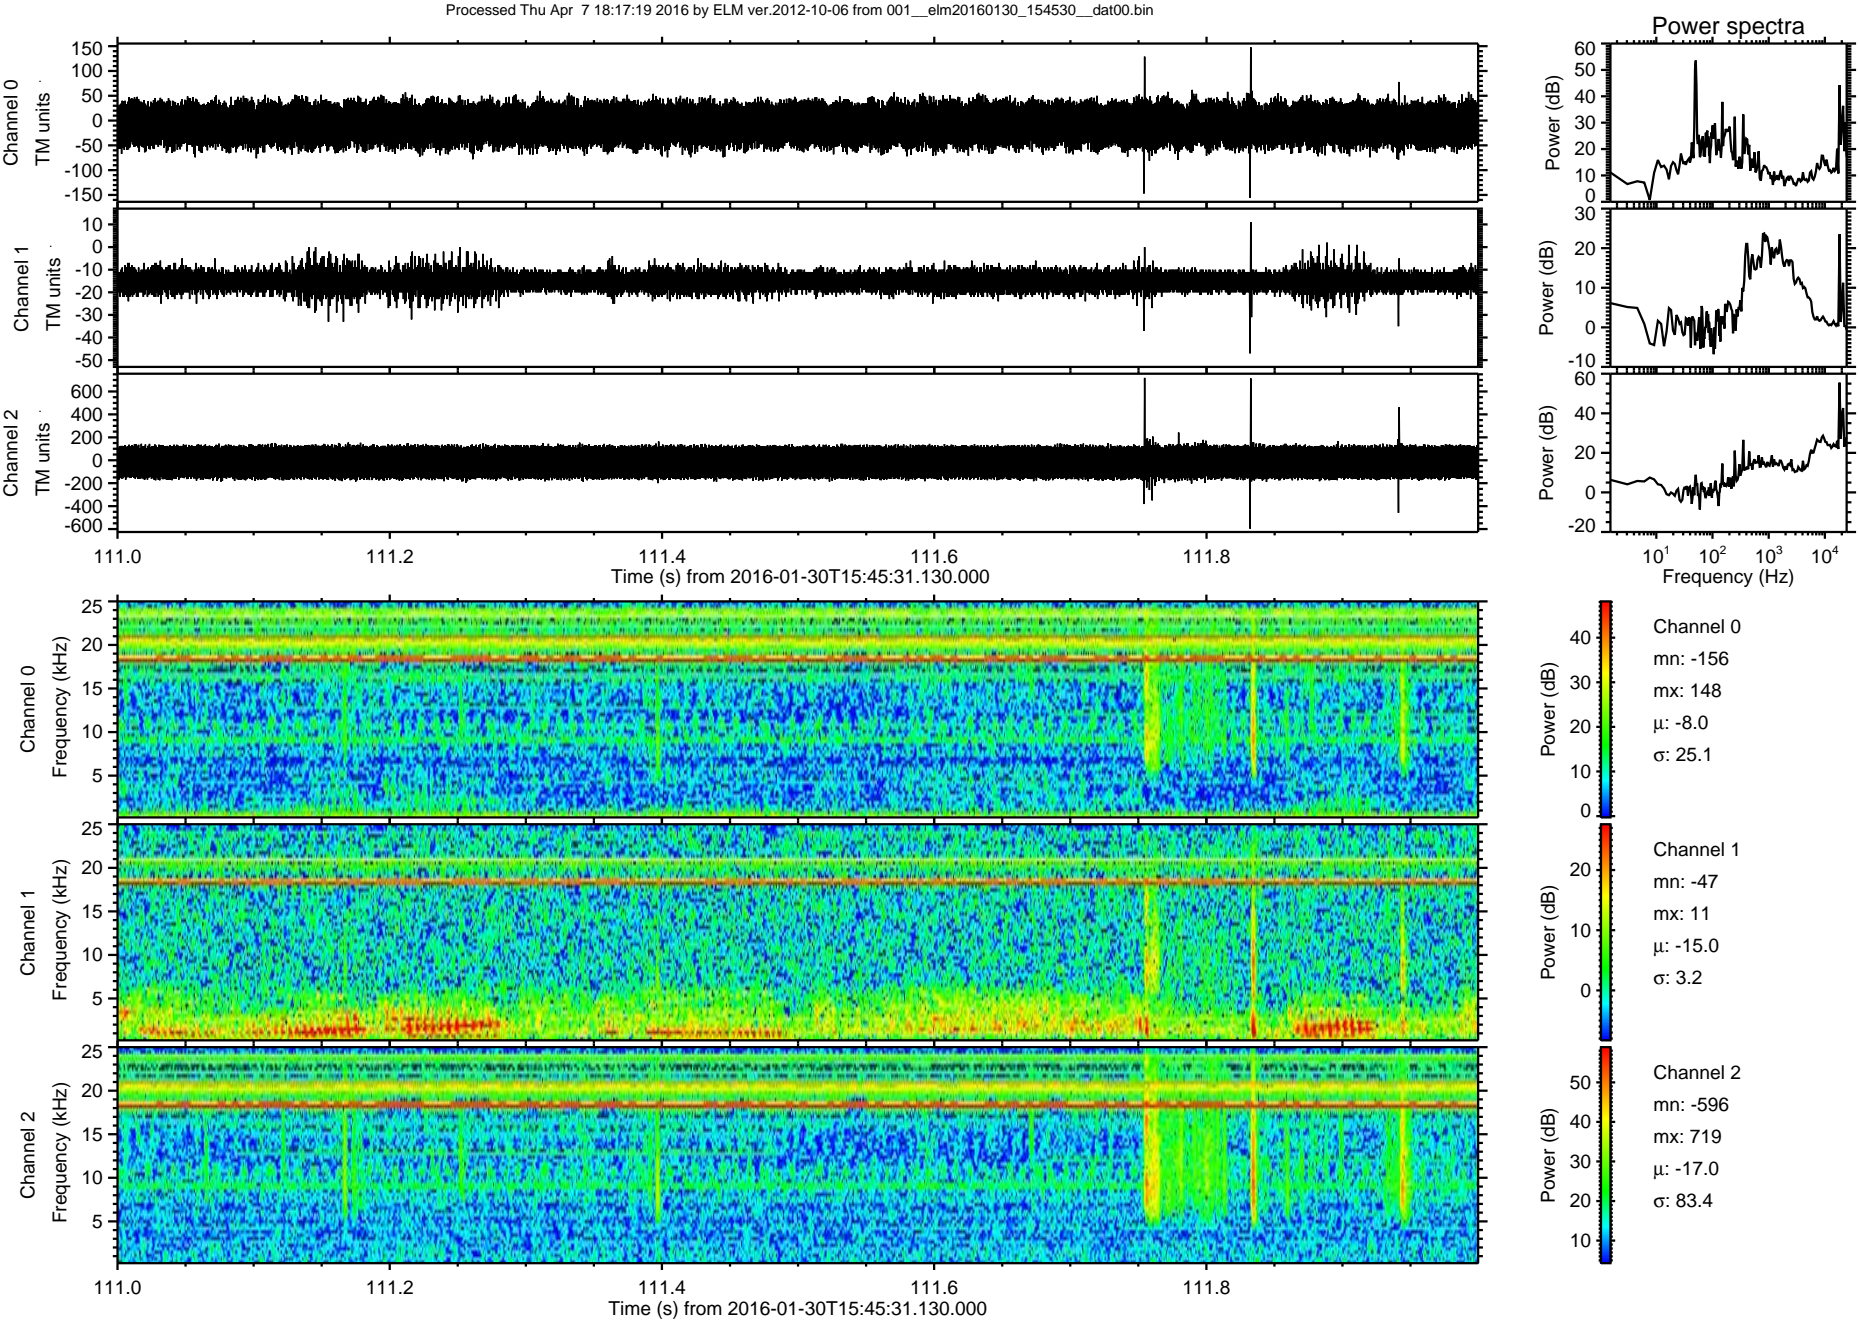 Processed Thu Apr  7 18:17:19 2016 by ELM ver.2012-10-06 from 001__elm20160130_154530__dat00.bin
Power spectra
Channel 0
TM units
150
100
50
0
-50
-100
-150
Power (dB)
60
50
40
30
20
10
0
Channel 1
TM units
10
0
-10
-20
-30
-40
-50
Power (dB)
30
20
10
0
-10
Channel 2
TM units
600
400
200
0
-200
-400
-600
Power (dB)
60
40
20
0
-20
111.0 111.2 111.4 111.6 111.8
Time (s) from 2016-01-30T15:45:31.130.000
10¹ 10² 10³ 10⁴
Frequency (Hz)
Channel 0
Frequency (kHz)
25
20
15
10
5
Power (dB)
40
30
20
10
0
Channel 0
mn: -156
mx: 148
μ: -8.0
σ: 25.1
Channel 1
Frequency (kHz)
25
20
15
10
5
Power (dB)
20
10
0
Channel 1
mn: -47
mx: 11
μ: -15.0
σ: 3.2
Channel 2
Frequency (kHz)
25
20
15
10
5
Power (dB)
50
40
30
20
10
Channel 2
mn: -596
mx: 719
μ: -17.0
σ: 83.4
111.0 111.2 111.4 111.6 111.8
Time (s) from 2016-01-30T15:45:31.130.000